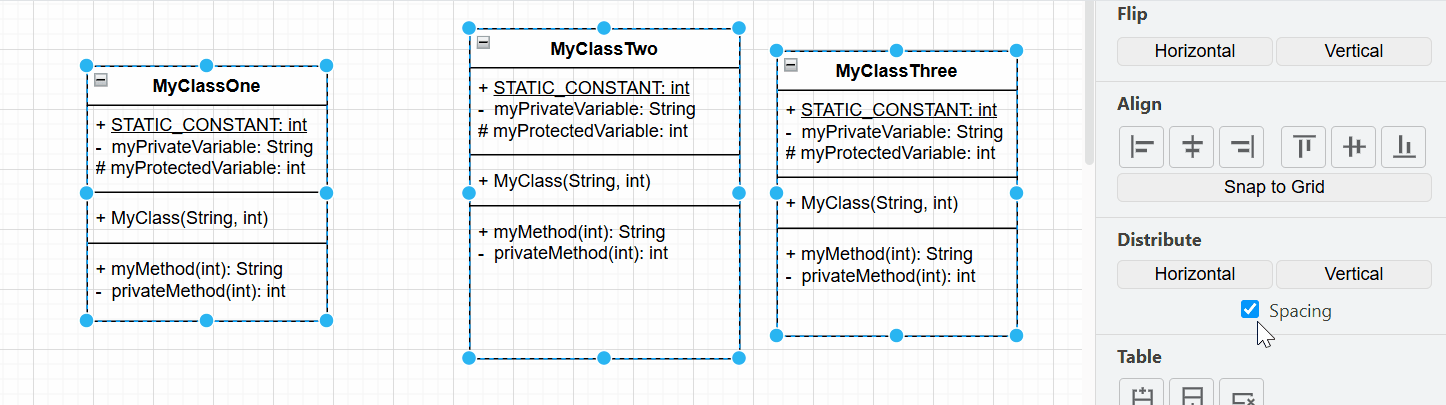 MyClassOne
+ STATIC_CONSTANT: int
- myPrivateVariable: String
# myProtectedVariable: int
+ MyClass(String, int)
+ myMethod(int): String
- privateMethod(int): int
MyClassTwo
+ STATIC_CONSTANT: int
- myPrivateVariable: String
# myProtectedVariable: int
+ MyClass(String, int)
+ myMethod(int): String
- privateMethod(int): int
MyClassThree
+ STATIC_CONSTANT: int
- myPrivateVariable: String
# myProtectedVariable: int
+ MyClass(String, int)
+ myMethod(int): String
- privateMethod(int): int
Flip
Horizontal Vertical
Align
Snap to Grid
Distribute
Horizontal Vertical
Spacing
Table